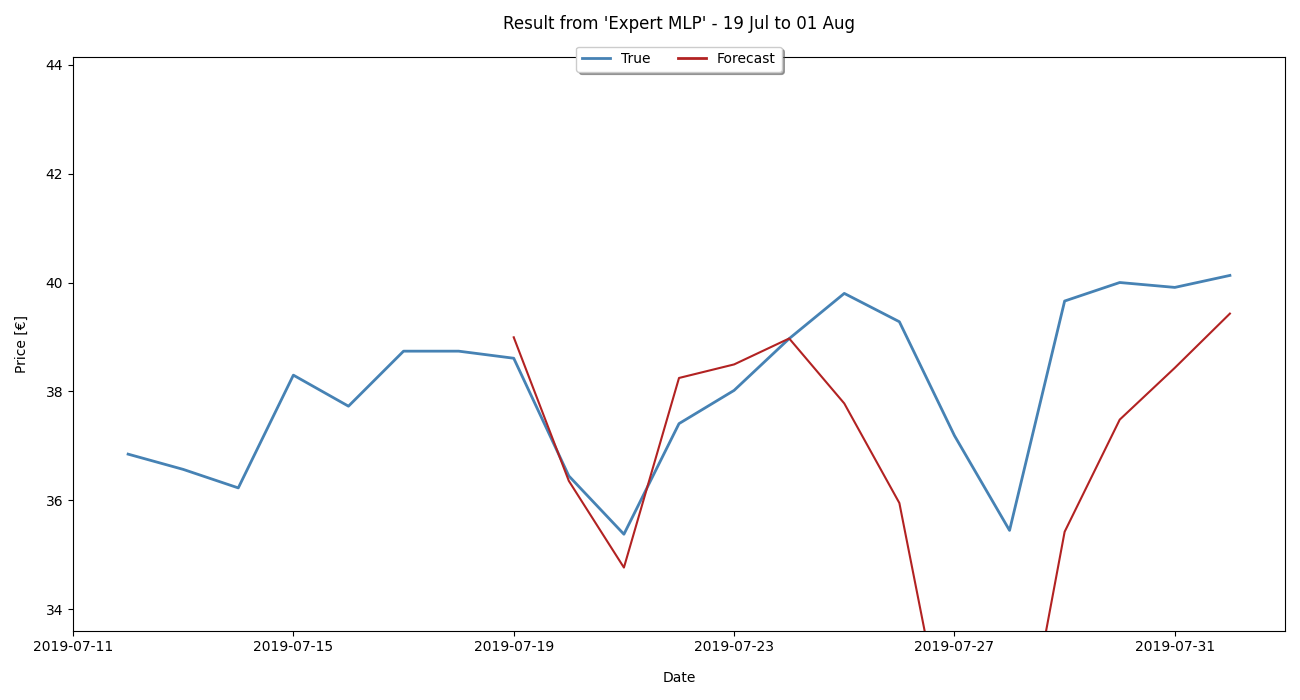 Result from 'Expert MLP' - 19 Jul to 01 Aug
True Forecast
44
42
40
38
36
34
Price [€]
2019-07-11 2019-07-15 2019-07-19 2019-07-23 2019-07-27 2019-07-31
Date